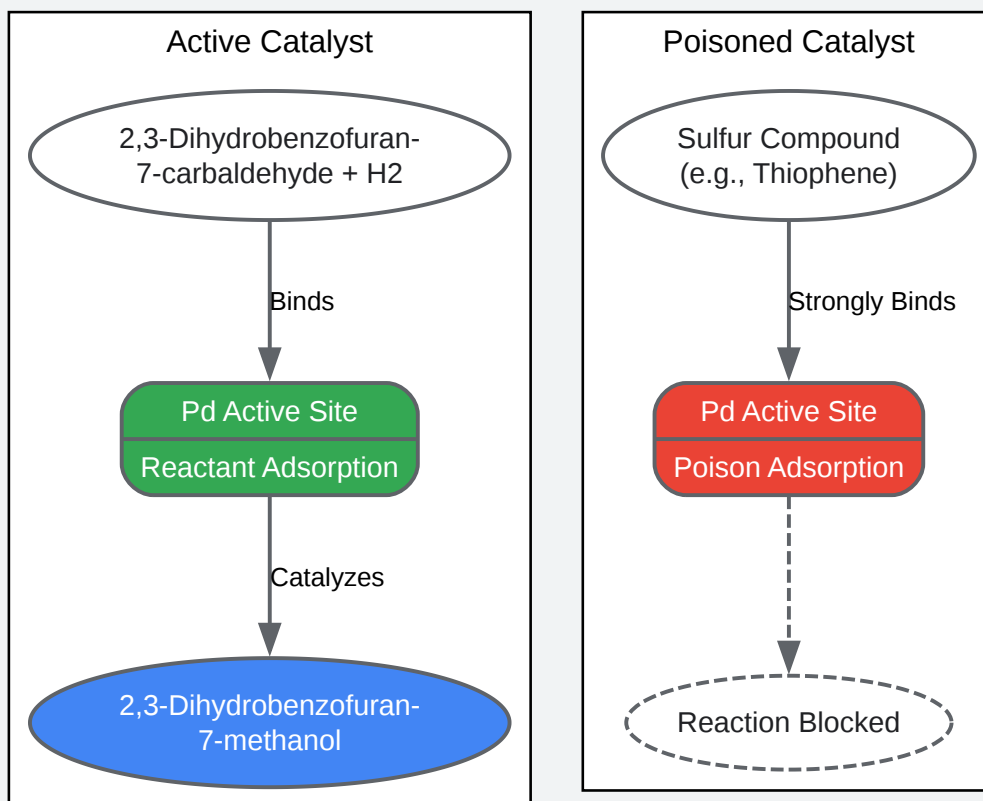 Active Catalyst
2,3-Dihydrobenzofuran-
7-carbaldehyde + H2
Binds
Pd Active Site
Reactant Adsorption
Catalyzes
2,3-Dihydrobenzofuran-
7-methanol
Poisoned Catalyst
Sulfur Compound
(e.g., Thiophene)
Strongly Binds
Pd Active Site
Poison Adsorption
Reaction Blocked